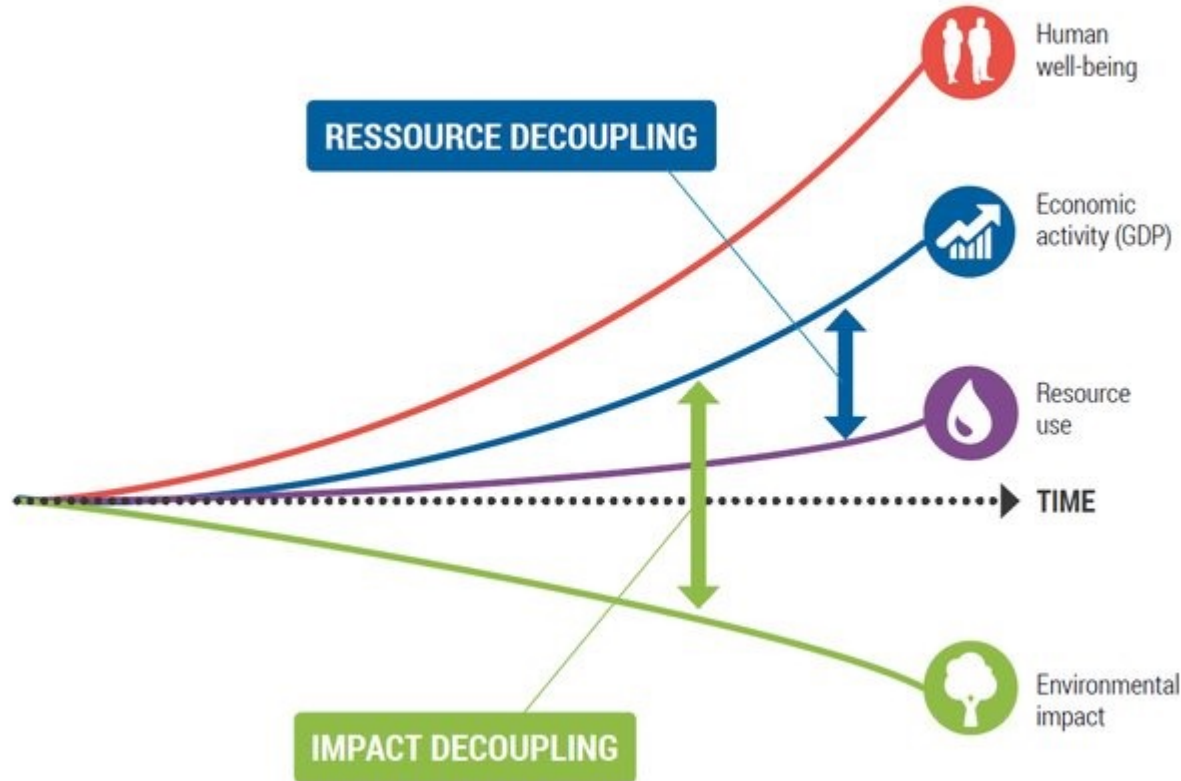 Human
well-being
RESSOURCE DECOUPLING
Economic
activity (GDP)
Resource
use
TIME
Environmental
impact
IMPACT DECOUPLING